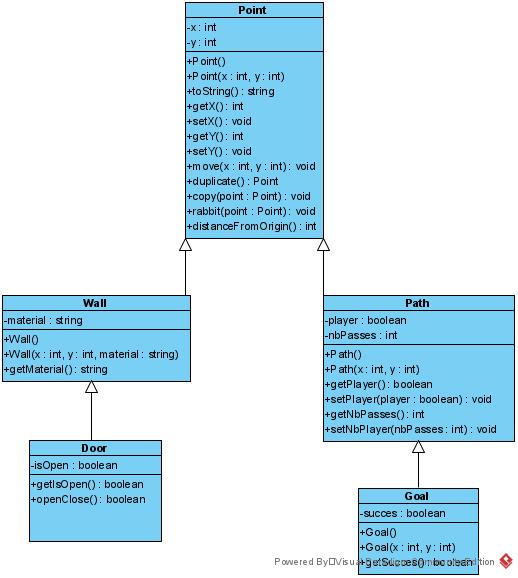 Point
-x : int
-y : int
+Point()
+Point(x : int, y : int)
+toString() : string
+getX() : int
+setX() : void
+getY() : int
+setY() : void
+move(x : int, y : int) : void
+duplicate() : Point
+copy(point : Point) : void
+rabbit(point : Point) : void
+distanceFromOrigin() : int
Wall
-material : string
+Wall()
+Wall(x : int, y : int, material : string)
+getMaterial() : string
Path
-player : boolean
-nbPasses : int
+Path()
+Path(x : int, y : int)
+getPlayer() : boolean
+setPlayer(player : boolean) : void
+getNbPasses() : int
+setNbPlayer(nbPasses : int) : void
Door
-isOpen : boolean
+getIsOpen() : boolean
+openClose() : boolean
Goal
-succes : boolean
+Goal()
+Goal(x : int, y : int)
+getSucces() : boolean
Powered By Visual Paradigm Community Edition